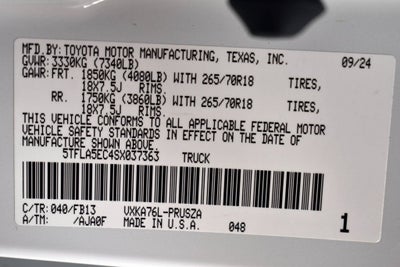 MFD.BY: TOYOTA MOTOR MANUFACTURING, TEXAS, INC. 09/24
GVWR: 3330KG (7340LB)
GAWR: FRT. 1850KG (4080LB) WITH 265/70R18 TIRES,
18X7.5J RIMS,
RR. 1750KG (3860LB) WITH 265/70R18 TIRES,
18X7.5J RIMS,
THIS VEHICLE CONFORMS TO ALL APPLICABLE FEDERAL MOTOR
VEHICLE SAFETY STANDARDS IN EFFECT ON THE DATE OF
MANUFACTURE SHOWN ABOVE.
5TFLA5EC4SX037363 TRUCK
C/TR: 040/FB13 VXKA76L-PRUSZA
A/TM: /AJA0F MADE IN U.S.A. 048 1